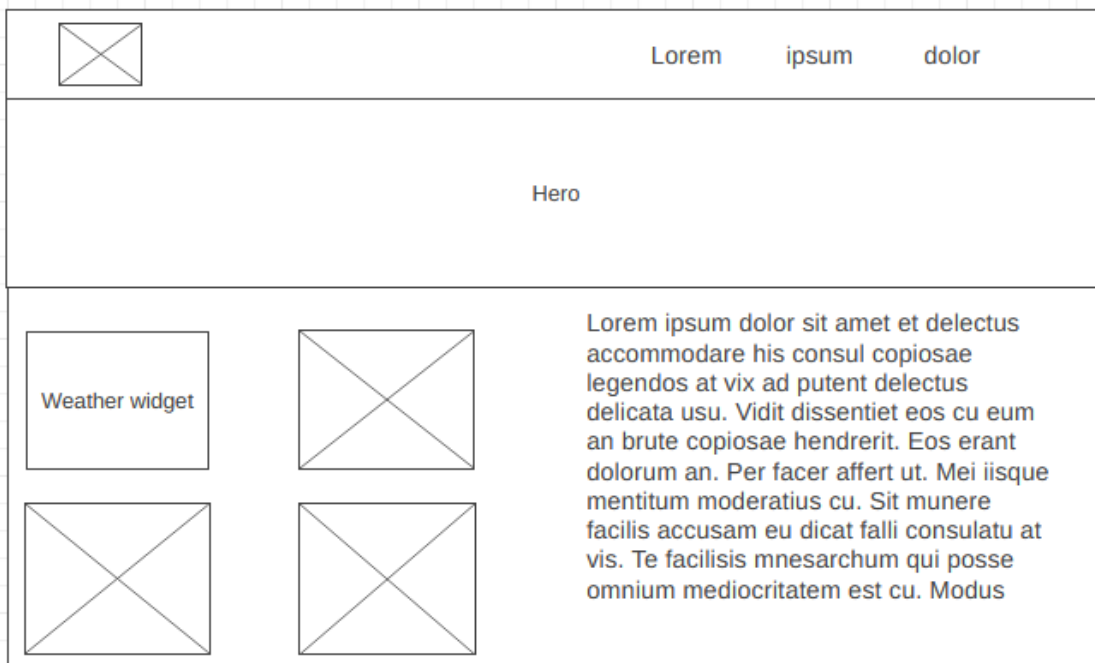 Lorem ipsum dolor
Hero
Weather widget
Lorem ipsum dolor sit amet et delectus
accommodare his consul copiosae
legendos at vix ad putent delectus
delicata usu. Vidit dissentiet eos cu eum
an brute copiosae hendrerit. Eos erant
dolorum an. Per facer affert ut. Mei iisque
mentitum moderatius cu. Sit munere
facilis accusam eu dicat falli consulatu at
vis. Te facilisis mnesarchum qui posse
omnium mediocritatem est cu. Modus